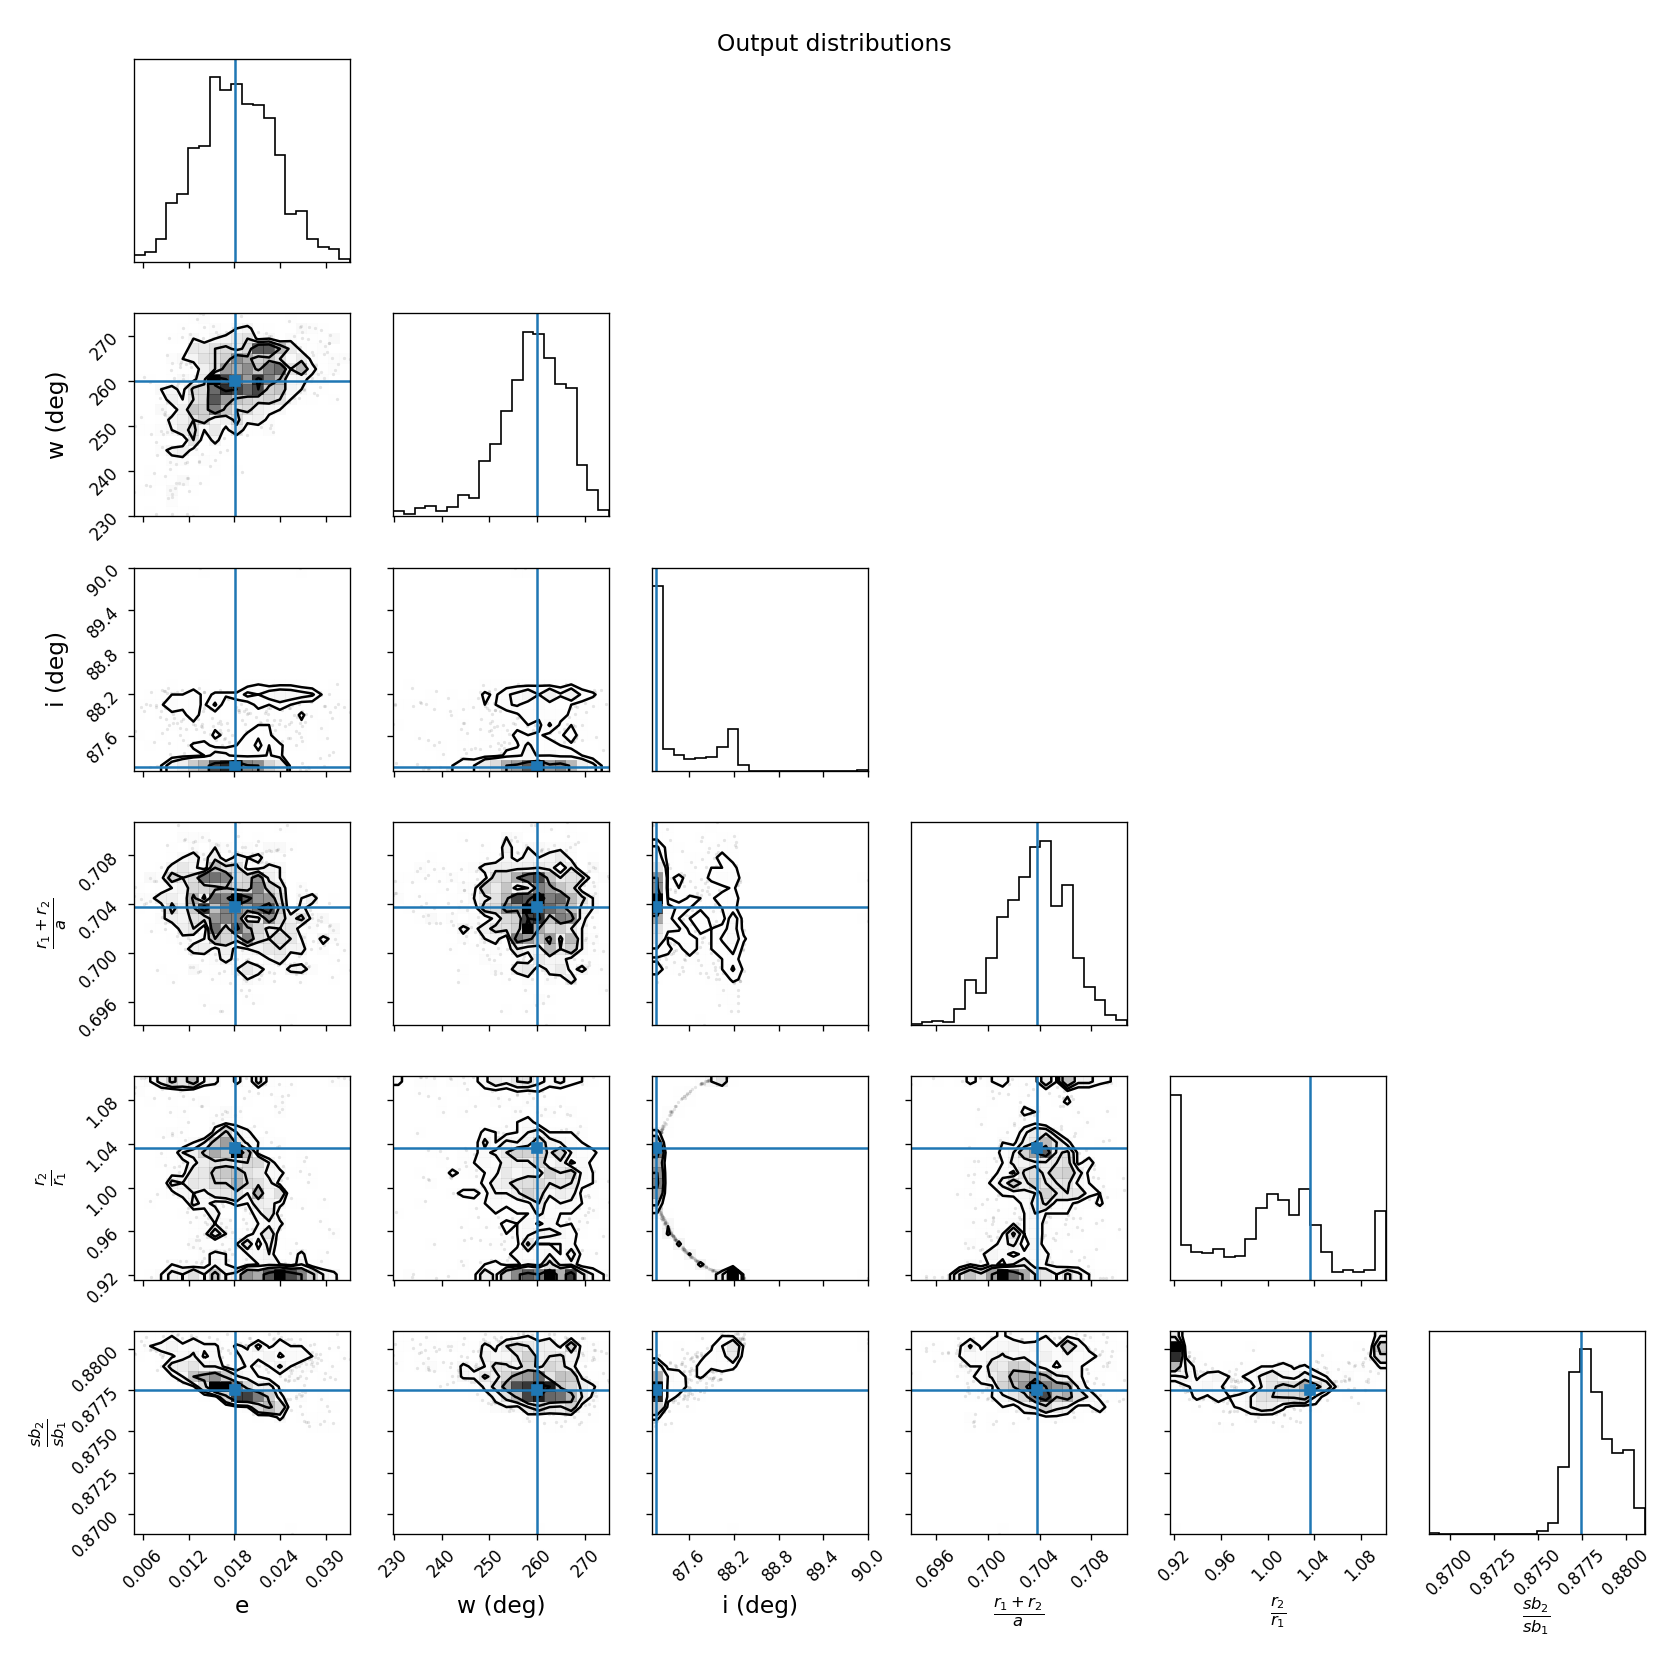 Output distributions
270
260
250
240
230
w (deg)
90.0
89.4
88.8
88.2
87.6
i (deg)
0.708
0.704
0.700
0.696
r₁ + r₂
a
1.08
1.04
1.00
0.96
0.92
r₂
r₁
0.8800
0.8775
0.8750
0.8725
0.8700
sb₂
sb₁
0.006 0.012 0.018 0.024 0.030 230 240 250 260 270 87.6 88.2 88.8 89.4 90.0 0.696 0.700 0.704 0.708 0.92 0.96 1.00 1.04 1.08 0.8700 0.8725 0.8750 0.8775 0.8800
e w (deg) i (deg) r₁ + r₂ r₂ sb₂
a r₁ sb₁